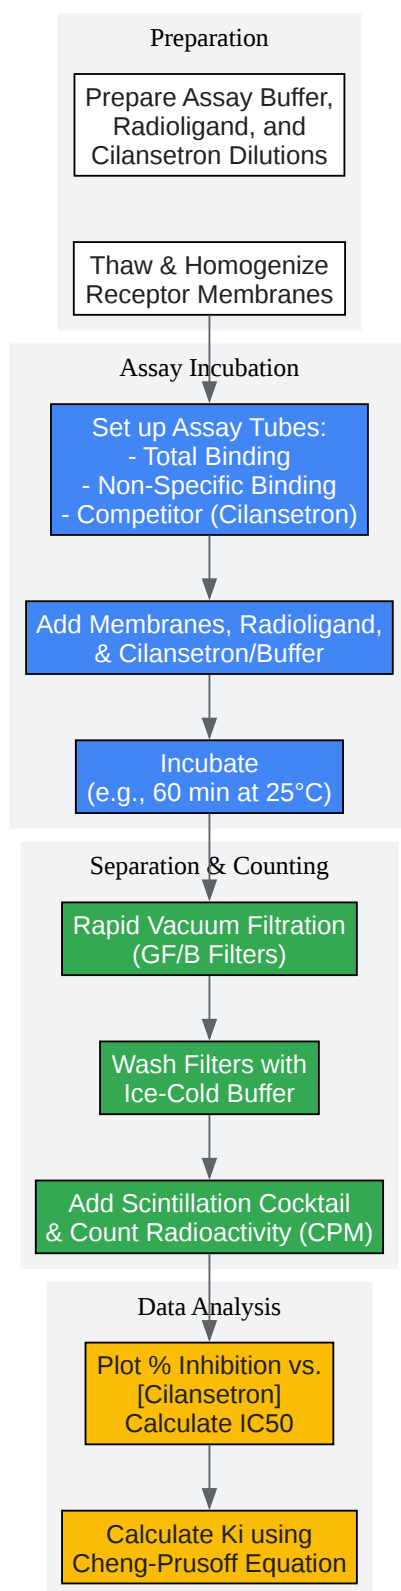 Preparation
Prepare Assay Buffer,
Radioligand, and
Cilansetron Dilutions
Thaw & Homogenize
Receptor Membranes
Assay Incubation
Set up Assay Tubes:
- Total Binding
- Non-Specific Binding
- Competitor (Cilansetron)
Add Membranes, Radioligand,
& Cilansetron/Buffer
Incubate
(e.g., 60 min at 25°C)
Separation & Counting
Rapid Vacuum Filtration
(GF/B Filters)
Wash Filters with
Ice-Cold Buffer
Add Scintillation Cocktail
& Count Radioactivity (CPM)
Data Analysis
Plot % Inhibition vs.
[Cilansetron]
Calculate IC50
Calculate Ki using
Cheng-Prusoff Equation